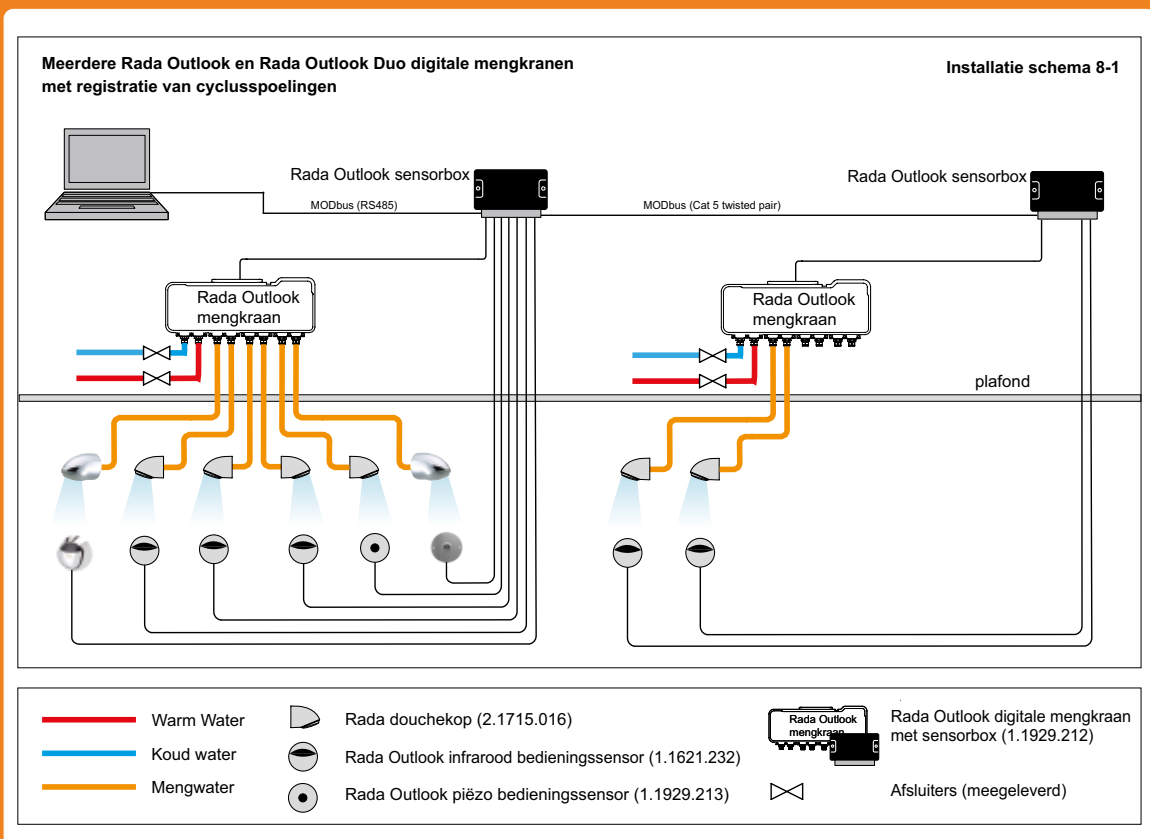 Meerdere Rada Outlook en Rada Outlook Duo digitale mengkranen
met registratie van cyclusspoelingen
Installatie schema 8-1
Rada Outlook sensorbox
Rada Outlook sensorbox
MODbus (RS485)
MODbus (Cat 5 twisted pair)
Rada Outlook
mengkraan
Rada Outlook
mengkraan
plafond
Warm Water
Koud water
Mengwater
Rada douchekop (2.1715.016)
Rada Outlook infrarood bedieningssensor (1.1621.232)
Rada Outlook piëzo bedieningssensor (1.1929.213)
Rada Outlook
mengkraan
Rada Outlook digitale mengkraan
met sensorbox (1.1929.212)
Afsluiters (meegeleverd)